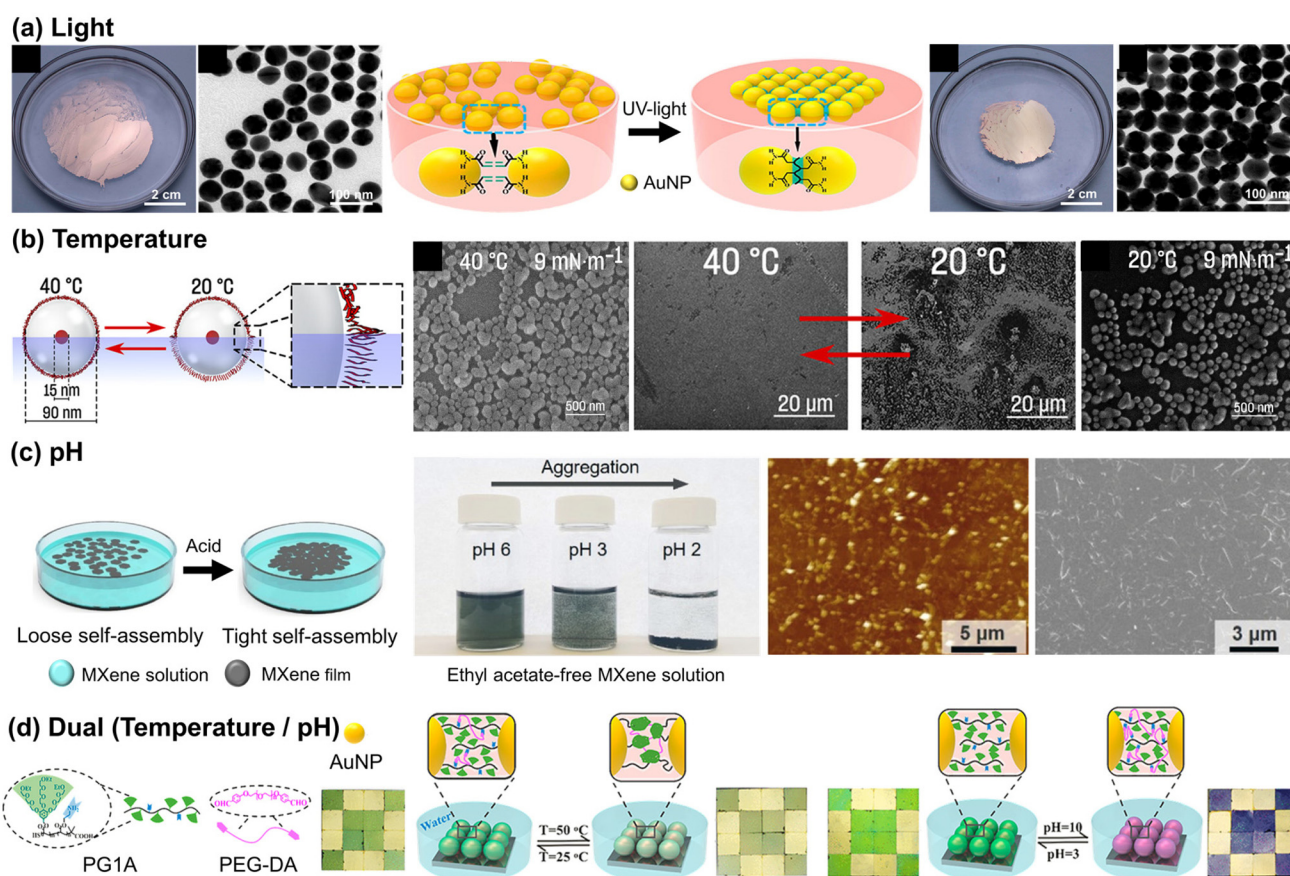 (a) Light
2 cm
100 nm
UV-light
AuNP
2 cm
100 nm
(b) Temperature
40 °C
20 °C
15 nm
90 nm
40 °C 9 mN·m⁻¹
500 nm
40 °C
20 μm
20 °C
20 μm
20 °C 9 mN·m⁻¹
500 nm
(c) pH
Acid
Loose self-assembly
Tight self-assembly
MXene solution
MXene film
Aggregation
pH 6
pH 3
pH 2
Ethyl acetate-free MXene solution
5 μm
3 μm
(d) Dual (Temperature / pH)
AuNP
PG1A
OHC
CHO
PEG-DA
Water
T=50 °C
T=25 °C
pH=10
pH=3